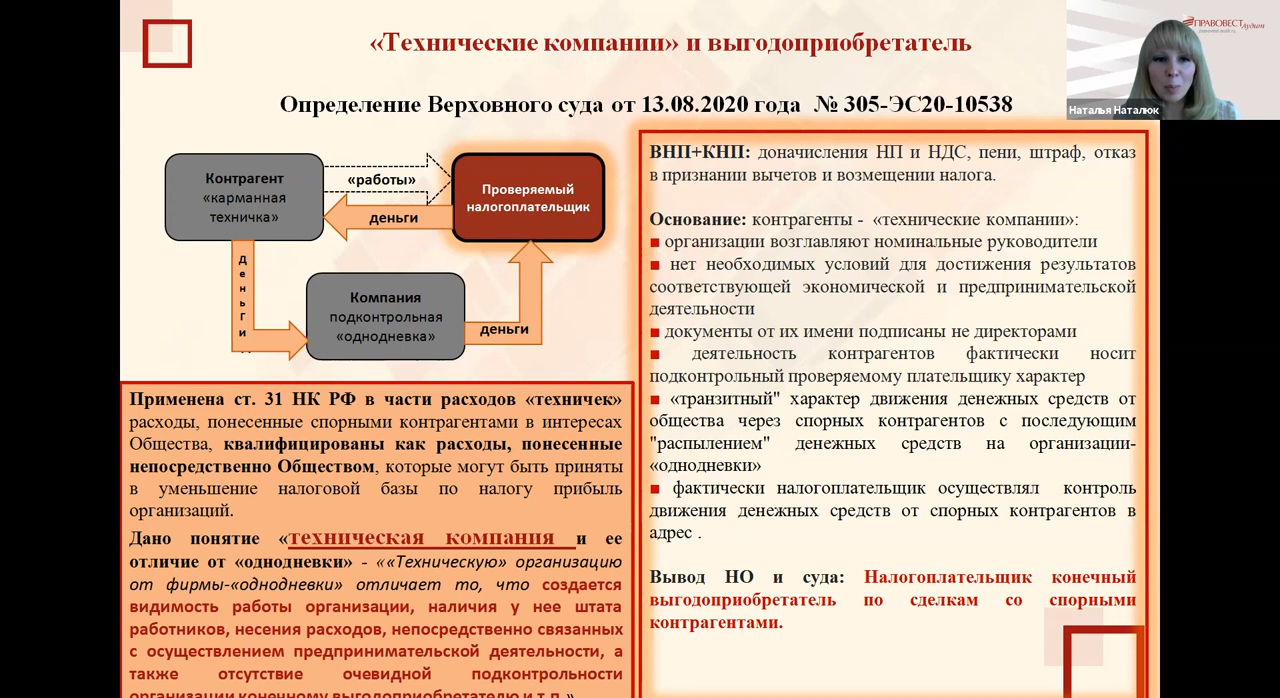 «Технические компании» и выгодоприобретатель
ПРАВОВЕСТ Аудит
Наталья Наталюк
Определение Верховного суда от 13.08.2020 года № 305-ЭС20-10538
Контрагент
«карманная
техничка»
«работы»
деньги
Проверяемый
налогоплательщик
деньги
Компания
подконтрольная
«однодневка»
деньги
Применена ст. 31 НК РФ в части расходов «техничек»
расходы, понесенные спорными контрагентами в интересах
Общества, квалифицированы как расходы, понесенные
непосредственно Обществом, которые могут быть приняты
в уменьшение налоговой базы по налогу прибыль
организаций.
Дано понятие «техническая компания и ее
отличие от «однодневки» - ««Техническую» организацию
от фирмы-«однодневки» отличает то, что создается
видимость работы организации, наличия у нее штата
работников, несения расходов, непосредственно связанных
с осуществлением предпринимательской деятельности, а
также отсутствие очевидной подконтрольности
организации конечному выгодоприобретателю и т.п.»
ВНП+КНП: доначисления НП и НДС, пени, штраф, отказ
в признании вычетов и возмещении налога.
Основание: контрагенты - «технические компании»:
■ организации возглавляют номинальные руководители
■ нет необходимых условий для достижения результатов
соответствующей экономической и предпринимательской
деятельности
■ документы от их имени подписаны не директорами
■ деятельность контрагентов фактически носит
подконтрольный проверяемому плательщику характер
■ «транзитный" характер движения денежных средств от
общества через спорных контрагентов с последующим
"распылением" денежных средств на организации-
«однодневки»
■ фактически налогоплательщик осуществлял контроль
движения денежных средств от спорных контрагентов в
адрес .
Вывод НО и суда: Налогоплательщик конечный
выгодоприобретатель по сделкам со спорными
контрагентами.